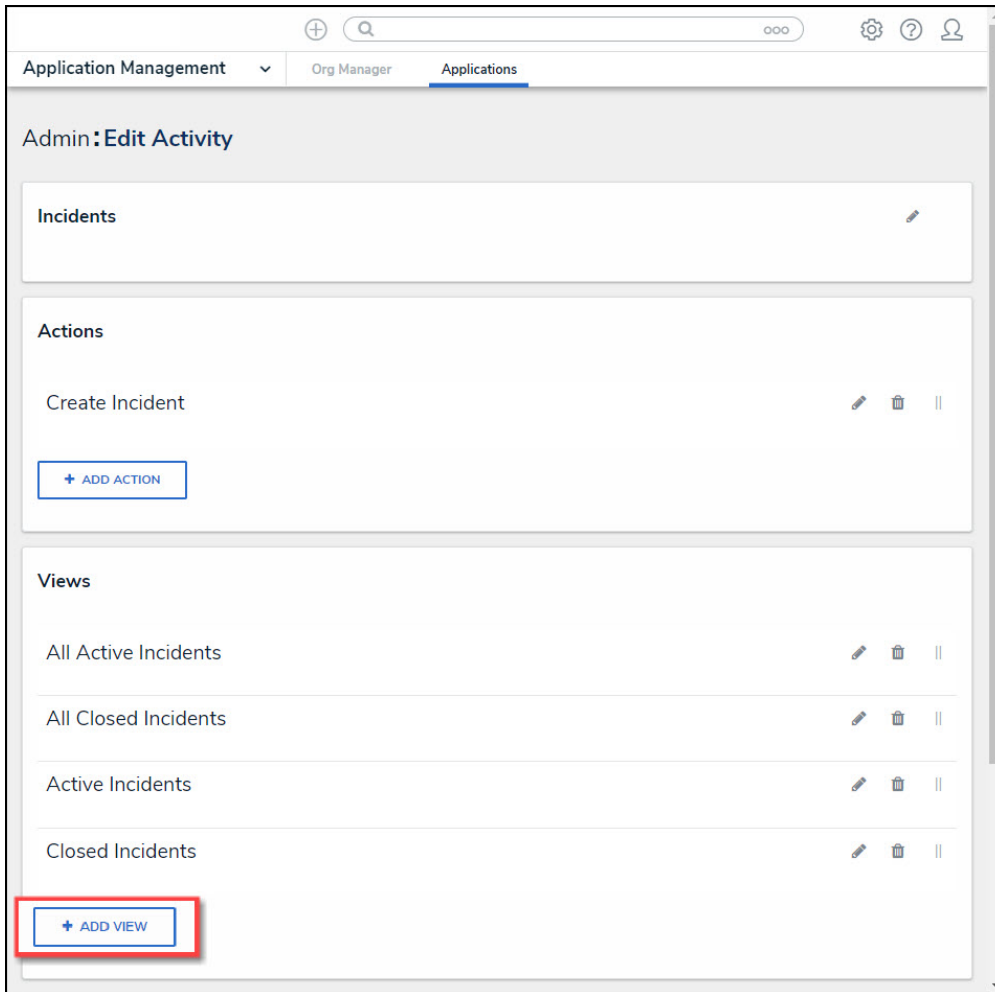 Application Management Org Manager Applications
Admin:Edit Activity
Incidents
Actions
Create Incident
+ ADD ACTION
Views
All Active Incidents
All Closed Incidents
Active Incidents
Closed Incidents
+ ADD VIEW